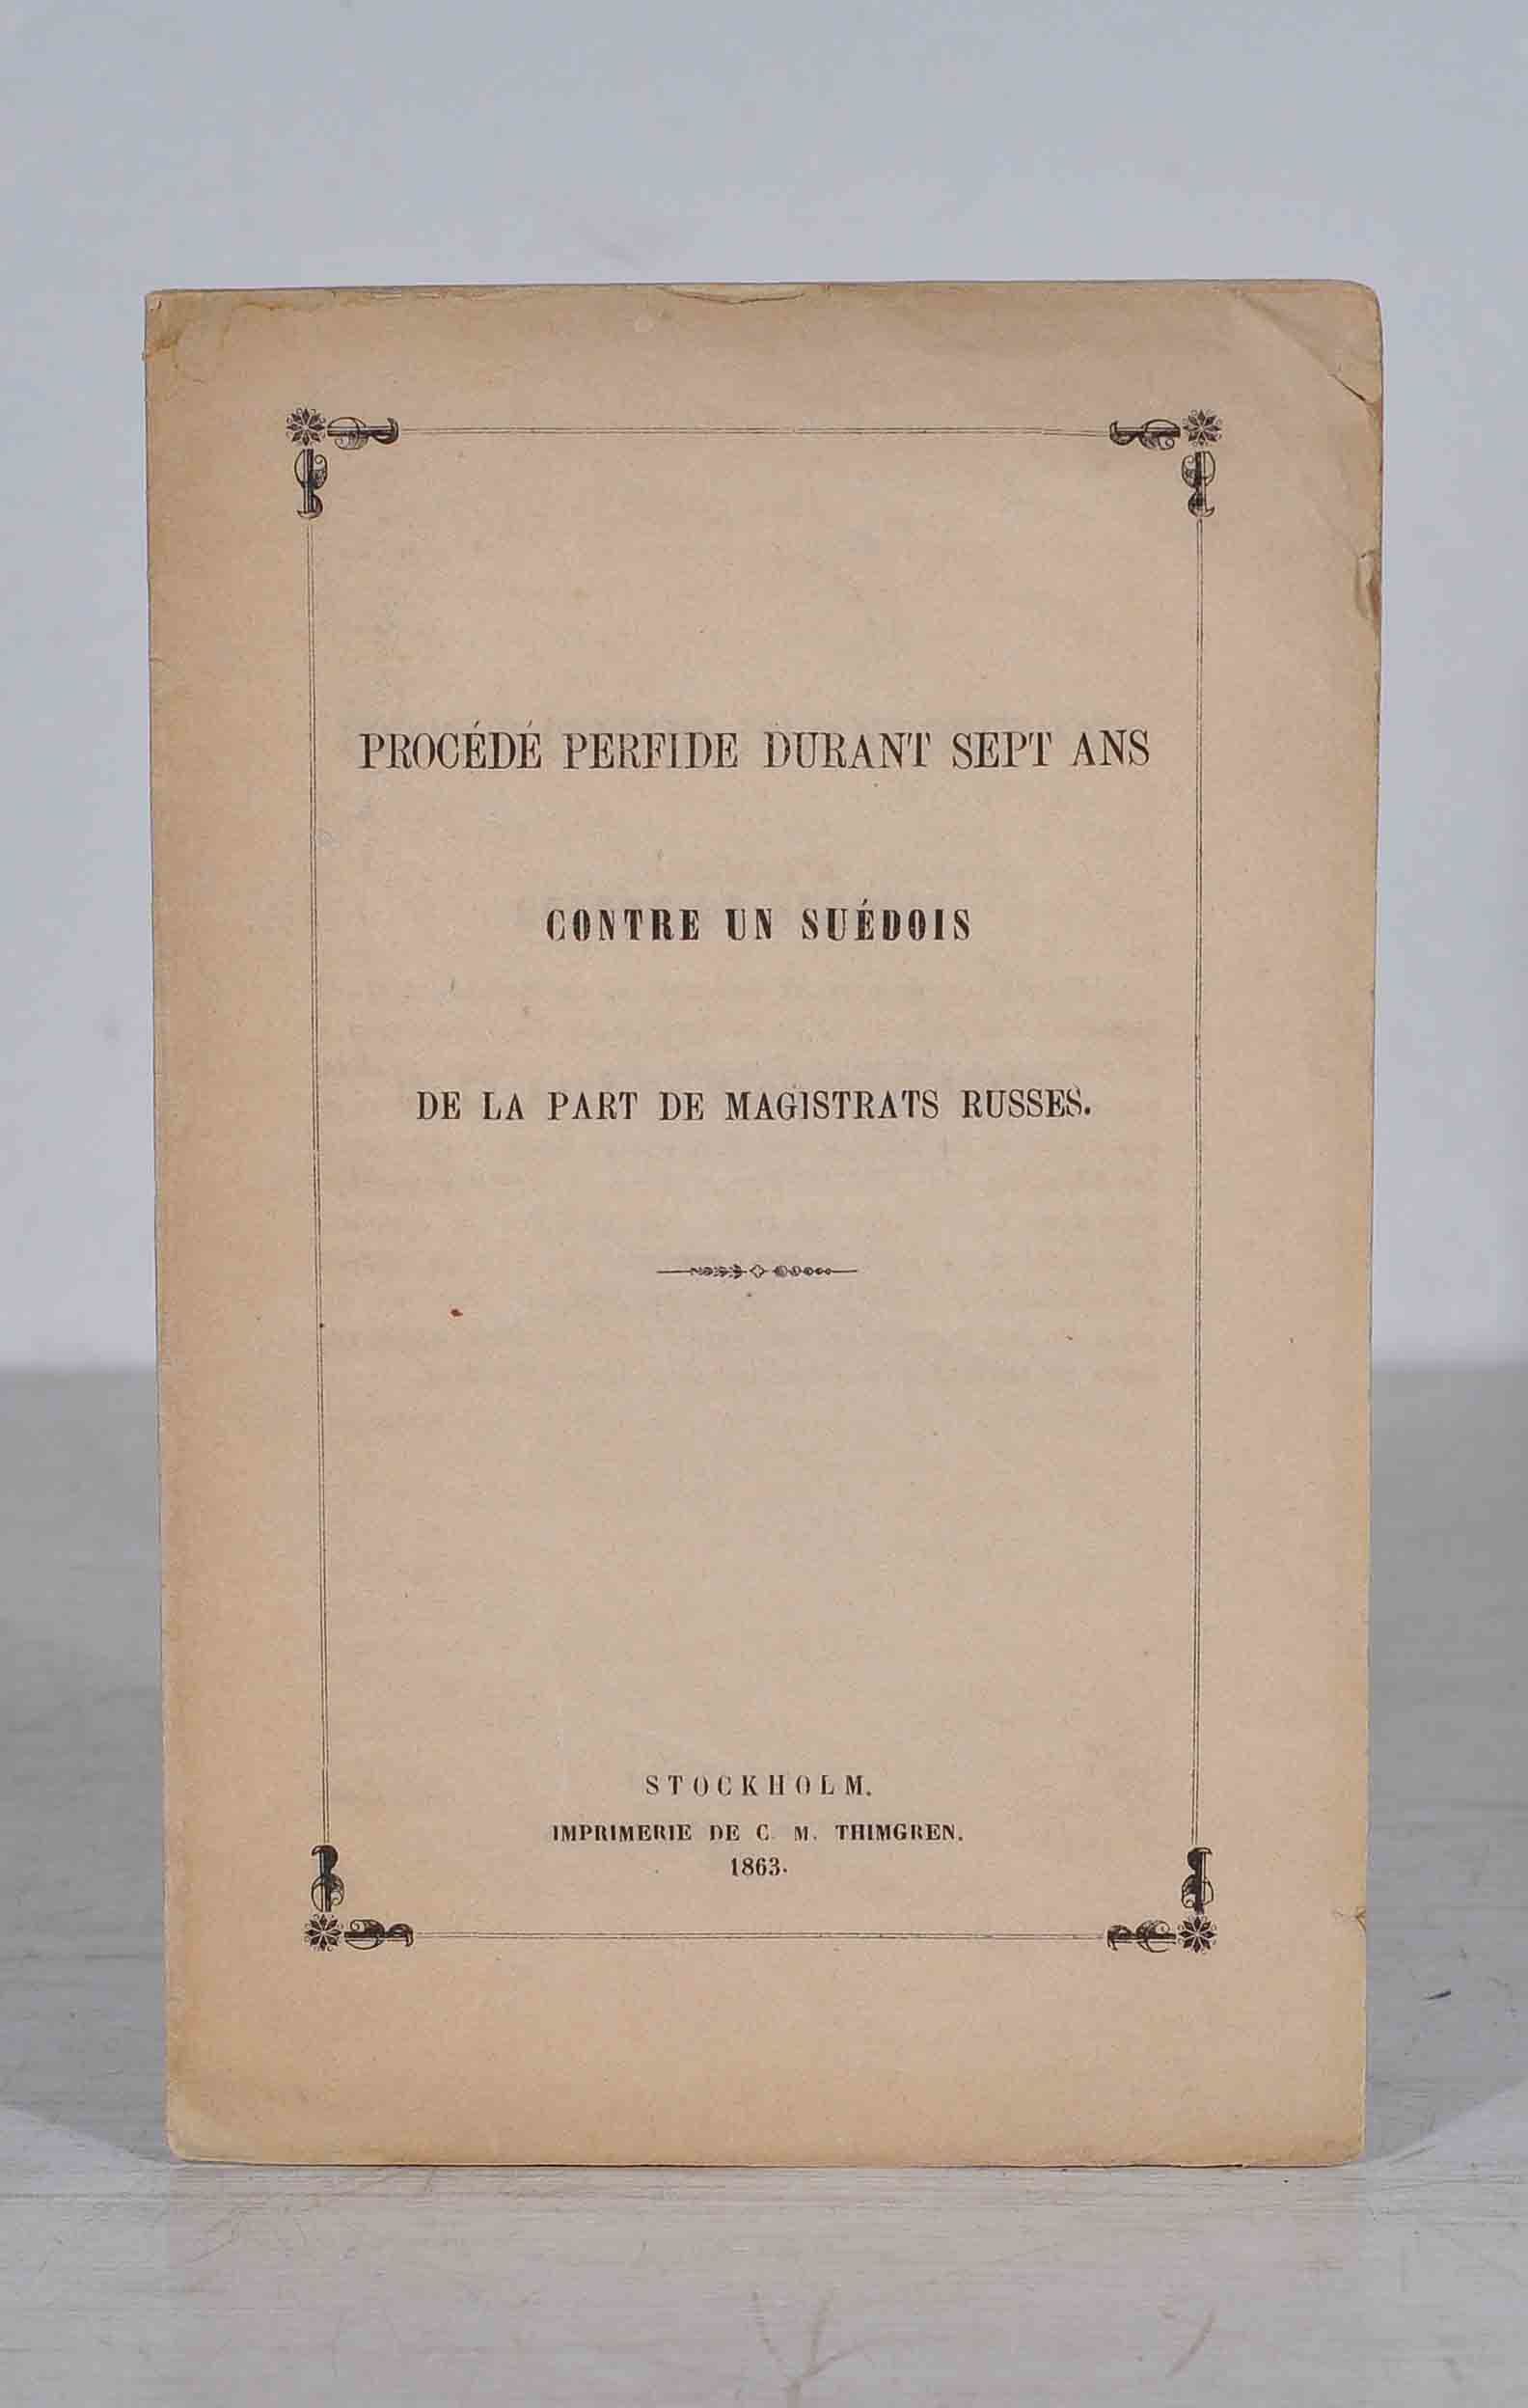 PROCÉDÉ PERFIDE DURANT SEPT ANS
CONTRE UN SUÉDOIS
DE LA PART DE MAGISTRATS RUSSES.
STOCKHOLM.
IMPRIMERIE DE C. M. THIMGREN.
1863.